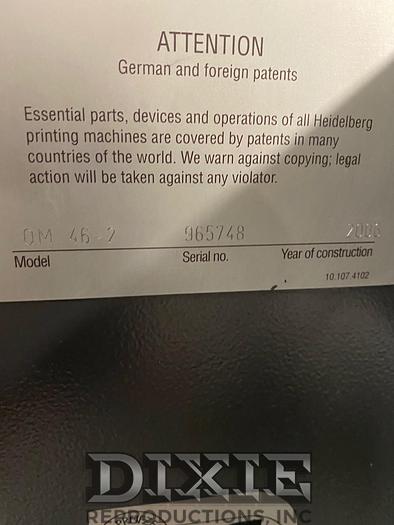 ATTENTION
German and foreign patents
Essential parts, devices and operations of all Heidelberg
printing machines are covered by patents in many
countries of the world. We warn against copying; legal
action will be taken against any violator.
QM 46-2 965748
Model Serial no. Year of construction
10.107.4102
DIXIE
REPRODUCTIONS, INC